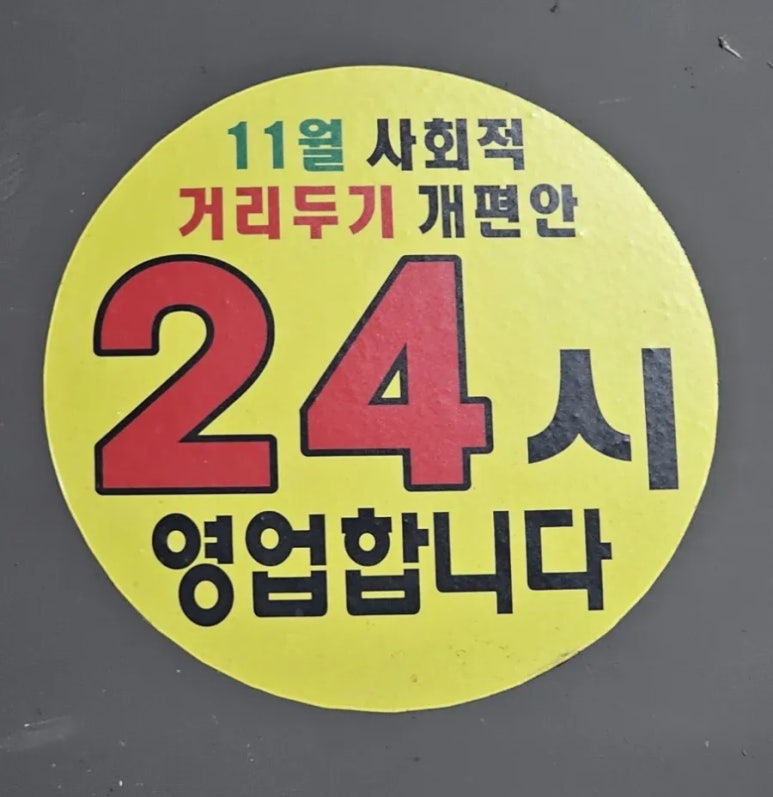 11월 사회적
거리두기 개편안
24시
영업합니다